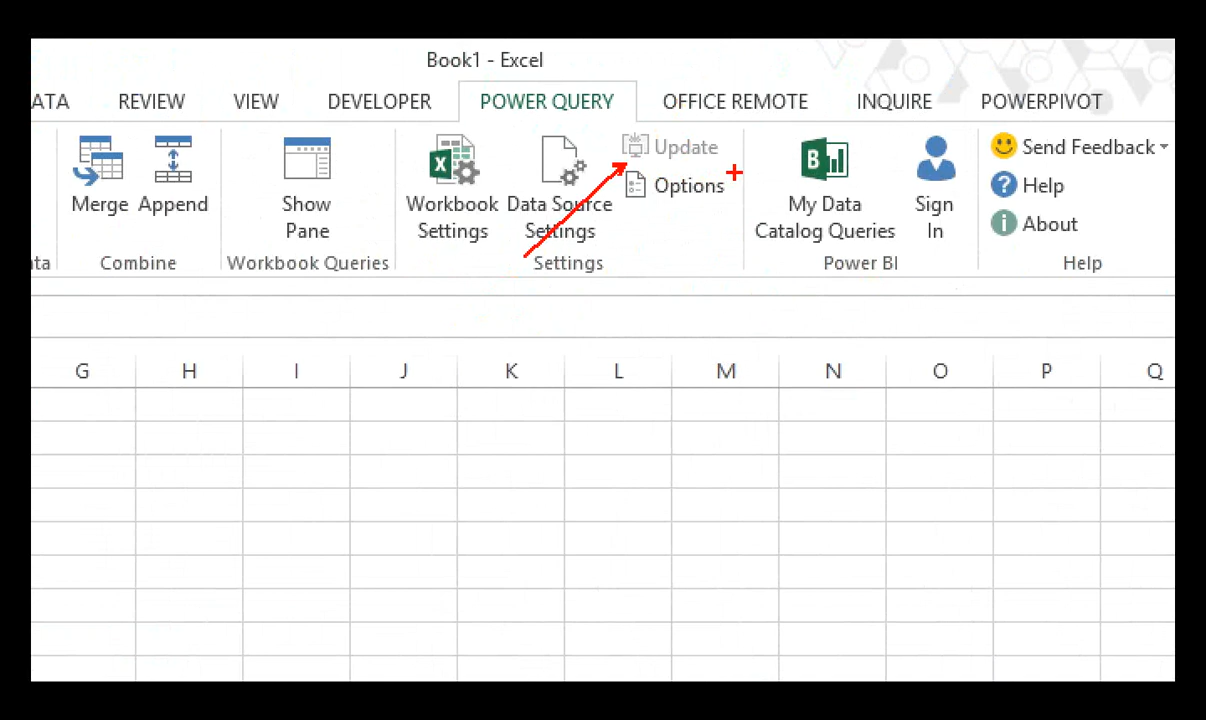 Book1 - Excel
ATA REVIEW VIEW DEVELOPER POWER QUERY OFFICE REMOTE INQUIRE POWERPIVOT
Update
Send Feedback
Options
Help
Merge Append Show Workbook Data Source My Data Sign
Pane Settings Settings Catalog Queries In About
ta Combine Workbook Queries Settings Power BI Help
G H I J K L M N O P Q